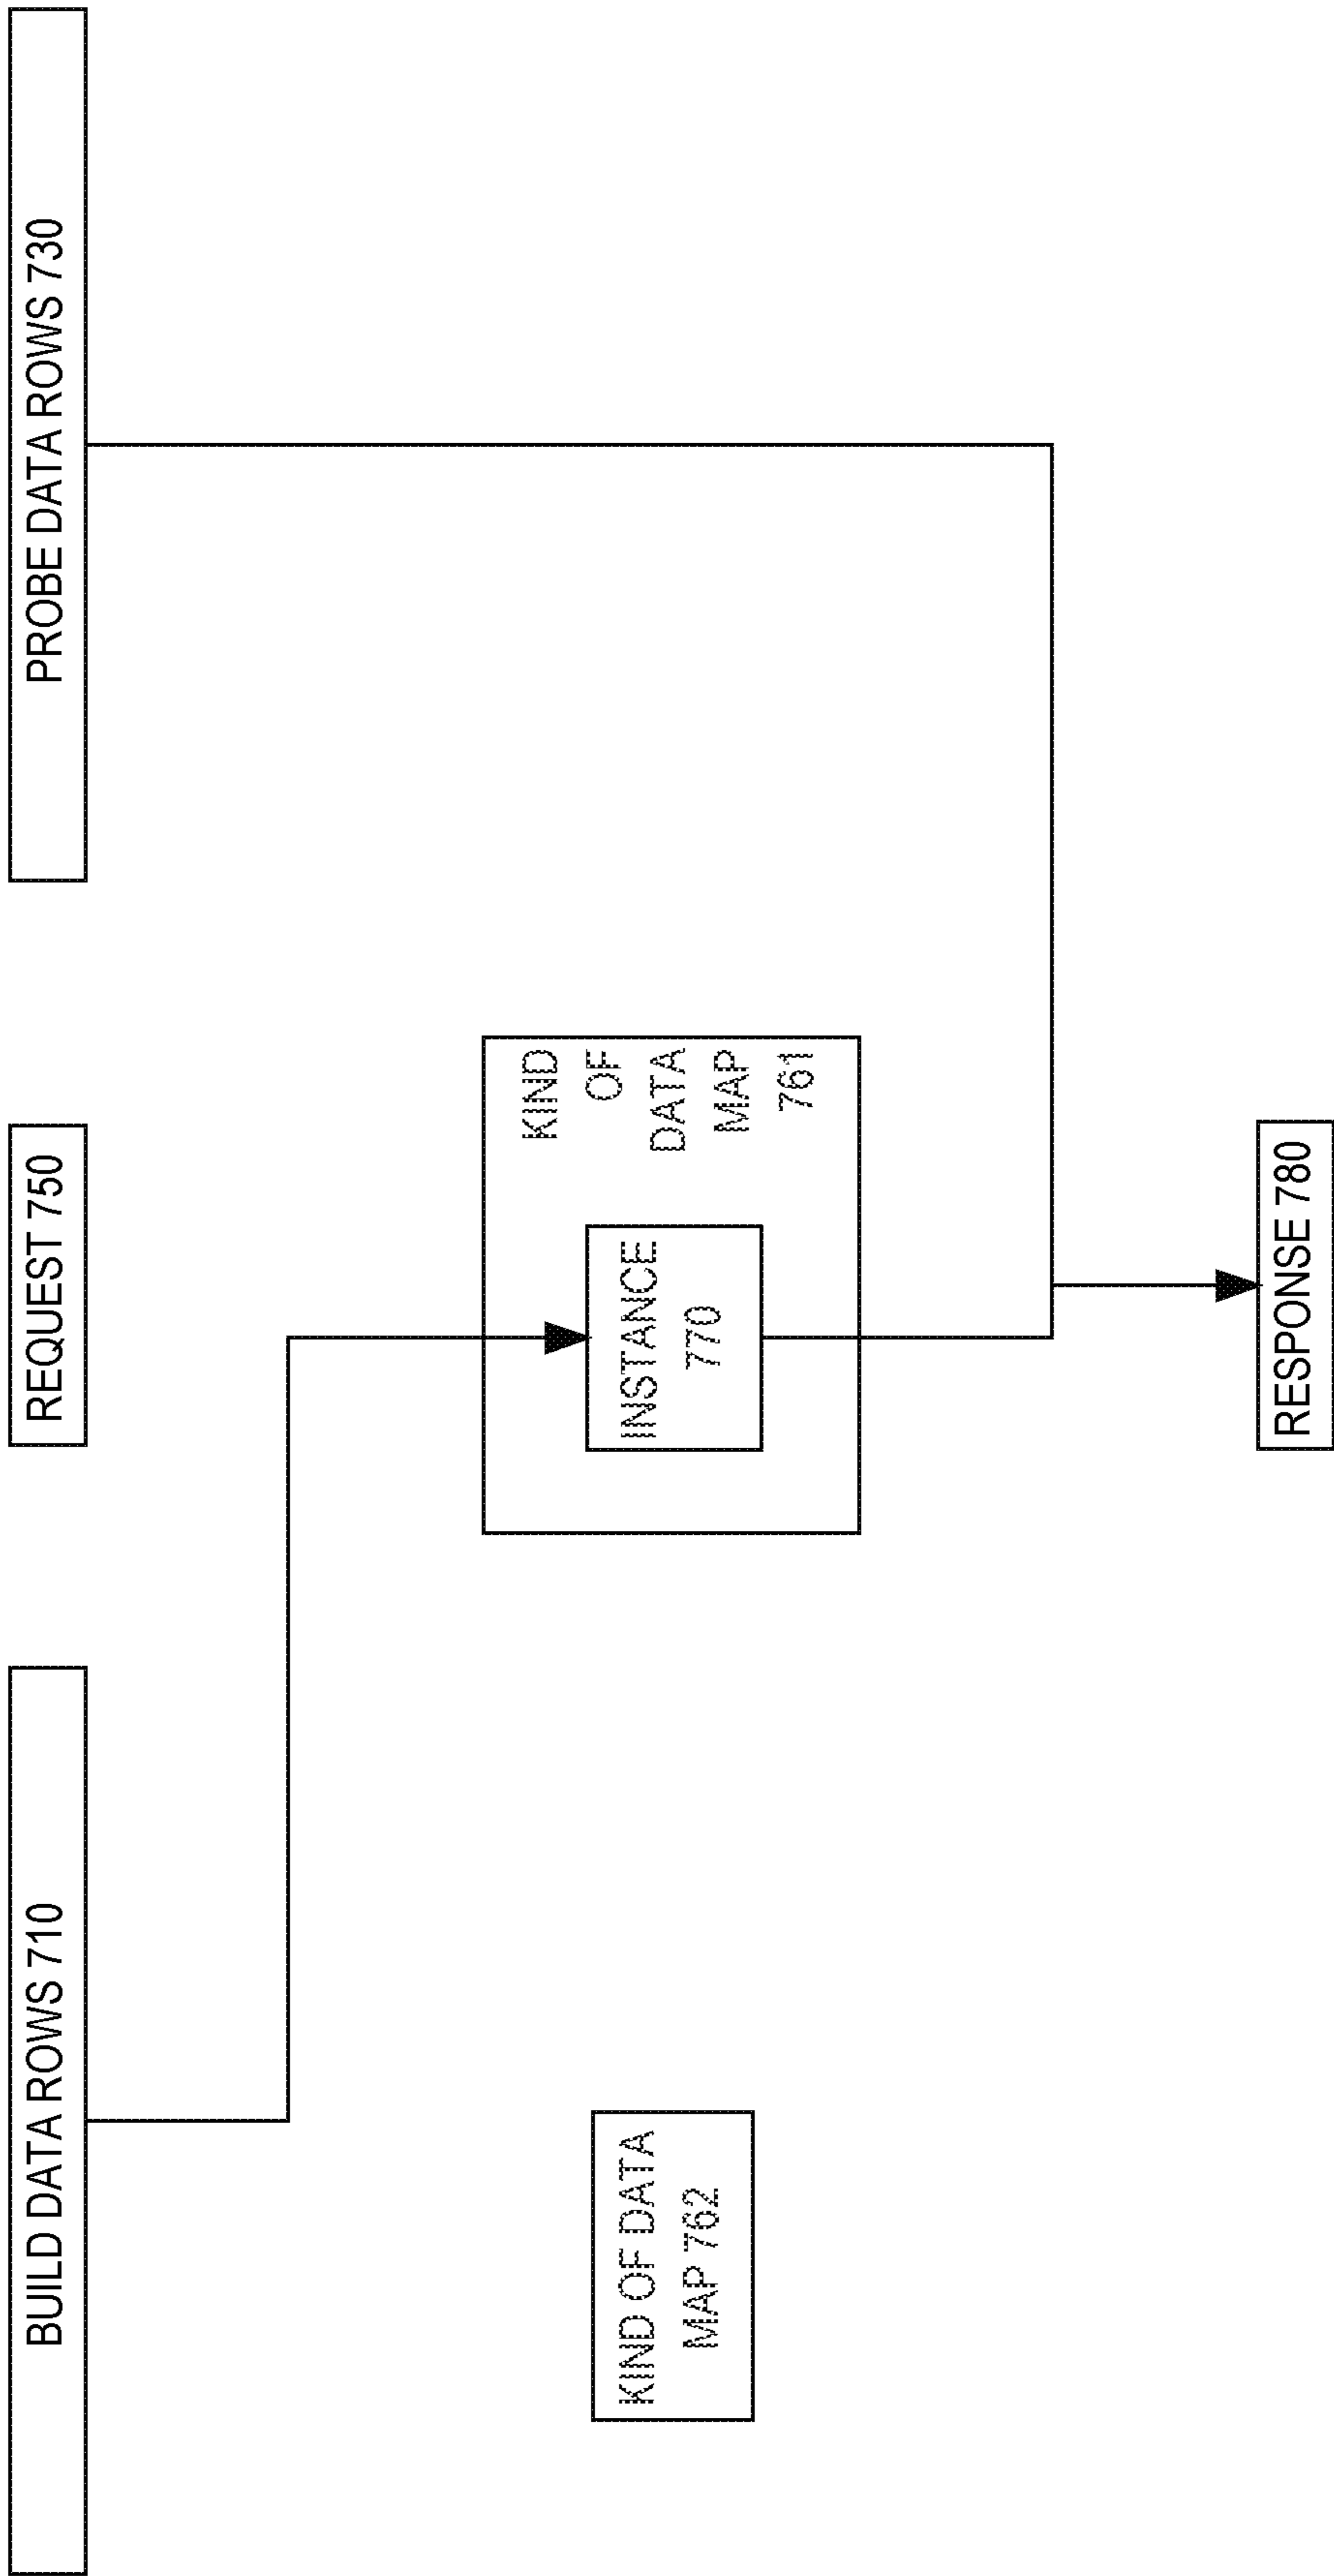 BUILD DATA ROWS 710
REQUEST 750
PROBE DATA ROWS 730
KIND OF DATA
MAP 762
INSTANCE
770
KIND
OF
DATA
MAP
761
RESPONSE 780